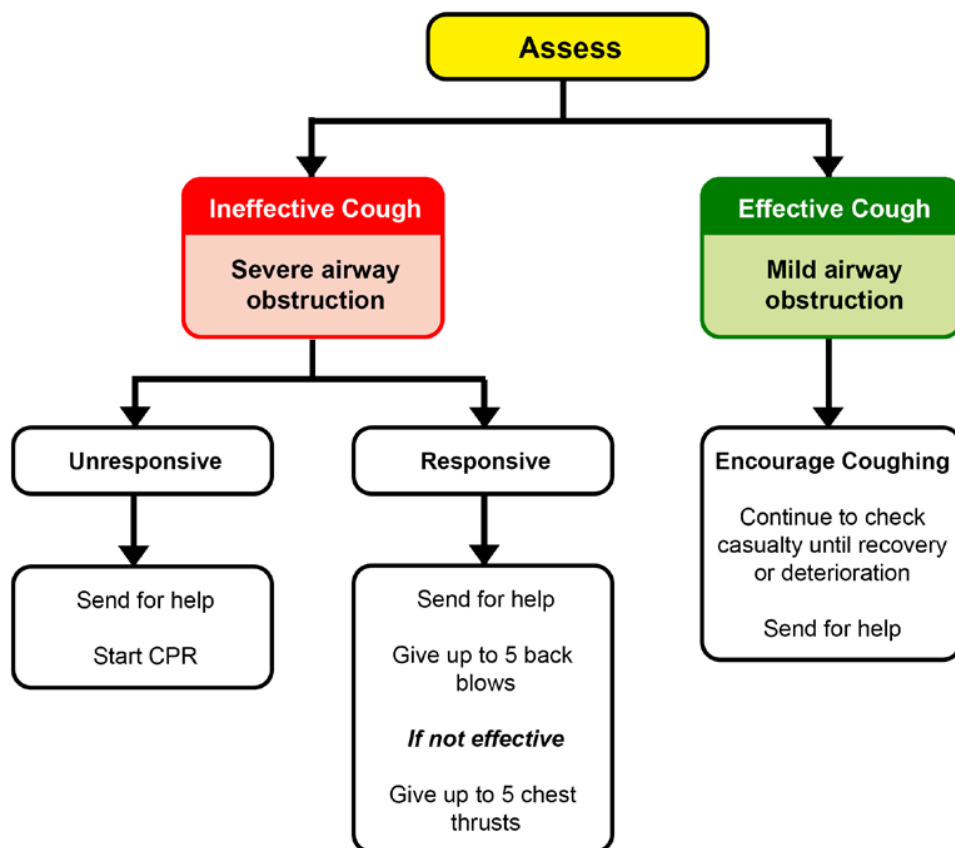 Assess
Ineffective Cough
Severe airway
obstruction
Effective Cough
Mild airway
obstruction
Unresponsive
Send for help
Start CPR
Responsive
Send for help
Give up to 5 back
blows
If not effective
Give up to 5 chest
thrusts
Encourage Coughing
Continue to check
casualty until recovery
or deterioration
Send for help